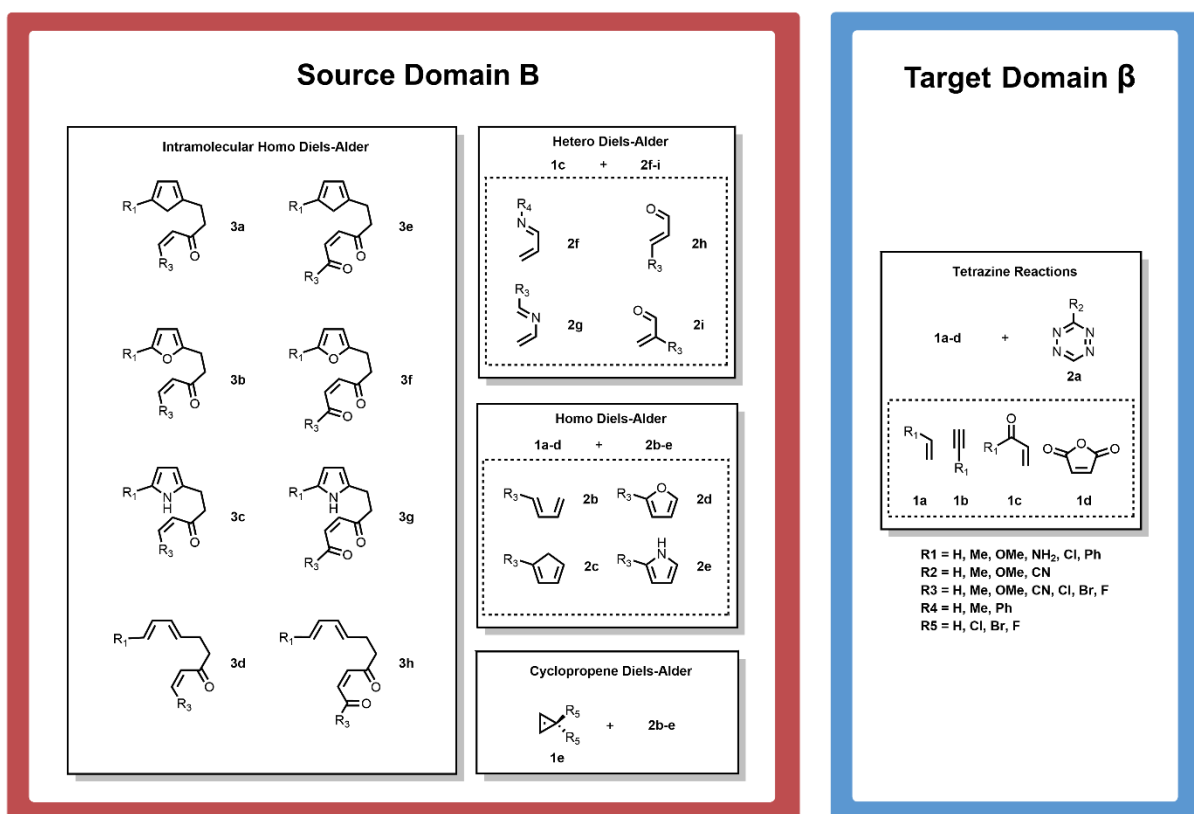 Source Domain B
Intramolecular Homo Diels-Alder
R1
R3
O
3a
R1
O
O
R3
3e
R1
O
O
R3
3b
R1
O
O
O
R3
3f
R1
N
H
O
R3
3c
R1
N
H
O
O
R3
3g
R1
O
R3
3d
R1
O
O
R3
3h
Hetero Diels-Alder
1c + 2f-i
R4
N
2f
O
R3
2h
R3
N
2g
O
R3
2i
Homo Diels-Alder
1a-d + 2b-e
R3
2b
R3
O
2d
R3
2c
R3
H
N
2e
Cyclopropene Diels-Alder
R5
R5
1e
+ 2b-e
Target Domain β
Tetrazine Reactions
1a-d +
R2
N N
N N
2a
R1
1a
R1
1b
O
R1
1c
O O O
1d
R1 = H, Me, OMe, NH2, Cl, Ph
R2 = H, Me, OMe, CN
R3 = H, Me, OMe, CN, Cl, Br, F
R4 = H, Me, Ph
R5 = H, Cl, Br, F